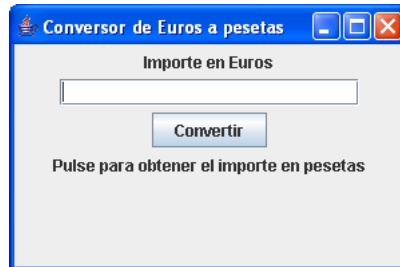 Conversor de Euros a pesetas
Importe en Euros
Convertir
Pulse para obtener el importe en pesetas